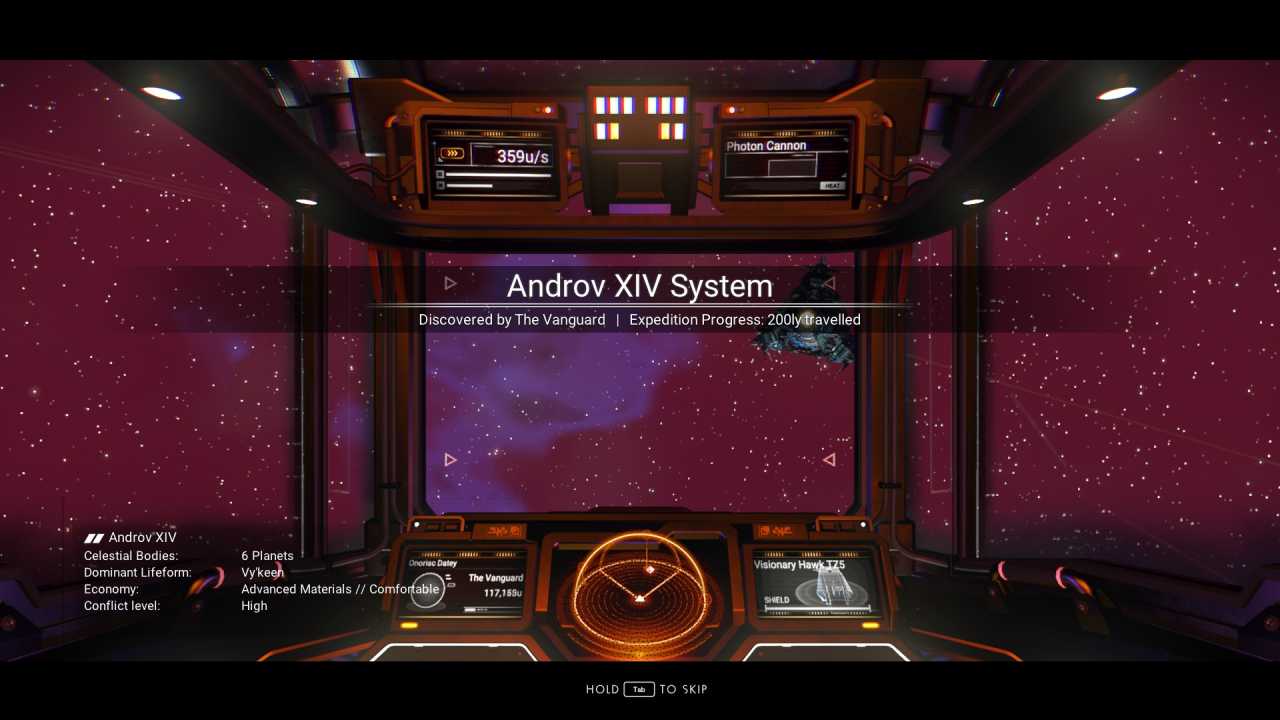 359u/s
Photon Cannon
HEAT
Androv XIV System
Discovered by The Vanguard | Expedition Progress: 200ly travelled
Androv XIV
Celestial Bodies: 6 Planets
Dominant Lifeform: Vy'keen
Economy: Advanced Materials // Comfortable
Conflict level: High
The Vanguard
117,159u
Visionary Hawk TZ5
SHIELD
HOLD Tab TO SKIP